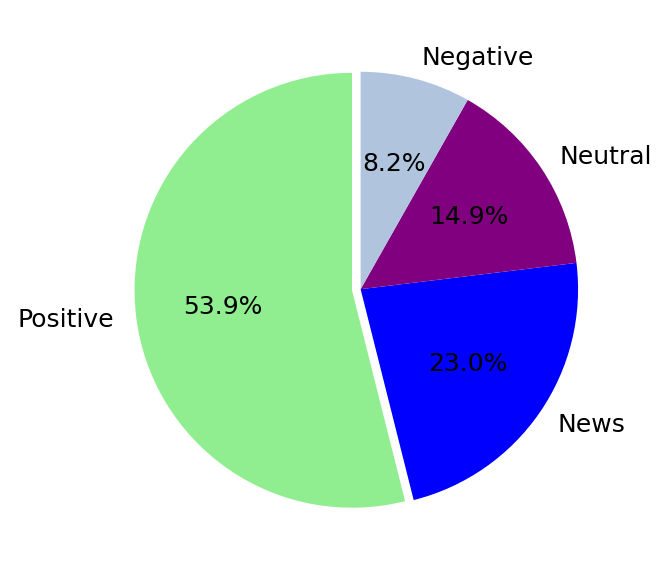 Negative
8.2%
Neutral
14.9%
Positive
53.9%
23.0%
News